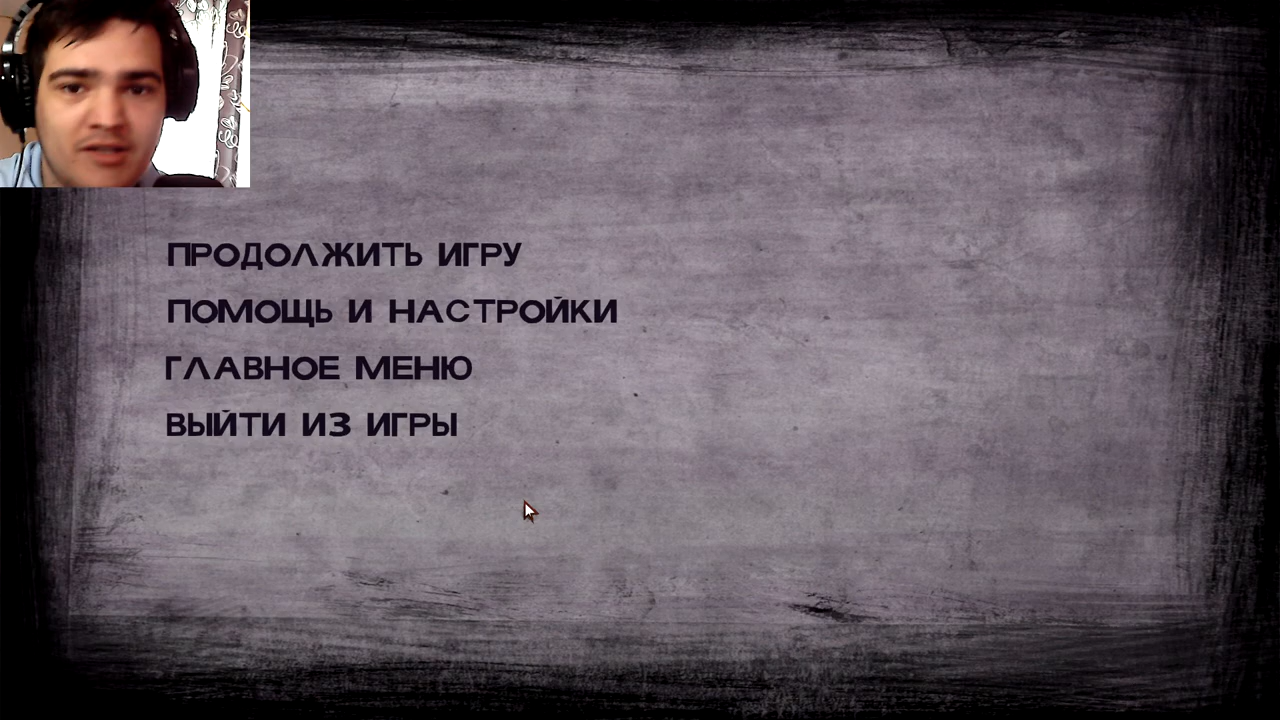 ПРОДОЛЖИТЬ ИГРУ
ПОМОЩЬ И НАСТРОЙКИ
ГЛАВНОЕ МЕНЮ
ВЫЙТИ ИЗ ИГРЫ